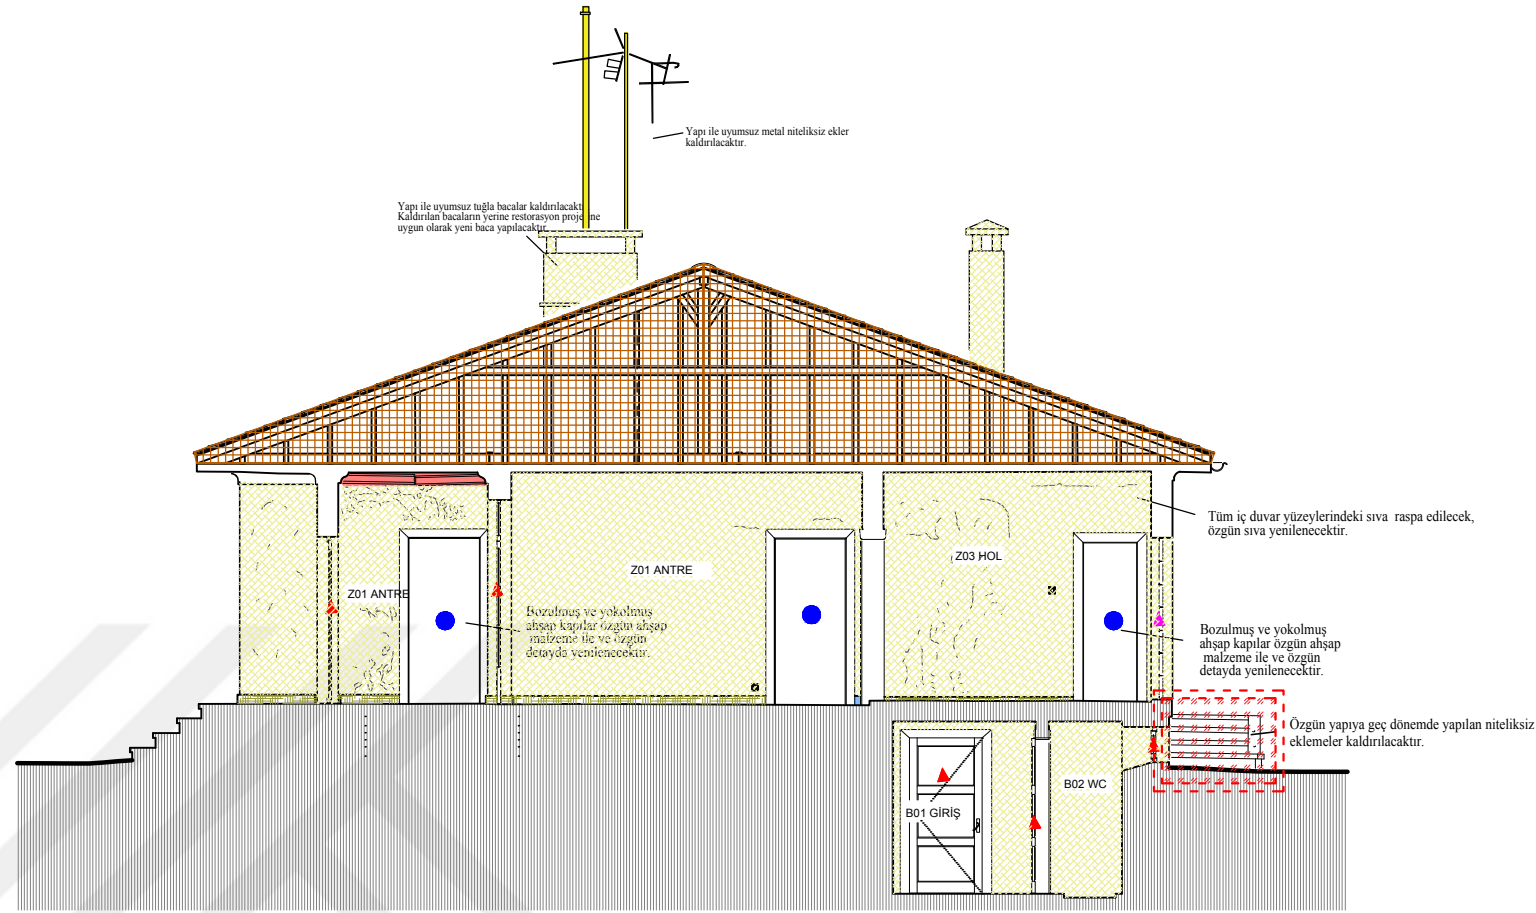 Yapı ile uyumsuz metal niteliksiz ekler
kaldırılacaktır.
Yapı ile uyumsuz tuğla bacalar kaldırılacaktı
Kaldırılan bacaların yerine restorasyon projesine
uygun olarak yeni baca yapılacaktır.
Tüm iç duvar yüzeylerindeki sıva raspa edilecek,
özgün sıva yenilenecektir.
Z03 HOL
Z01 ANTRE
Z01 ANTRE
Bozulmuş ve yokolmuş
ahşap kapılar özgün ahşap
malzeme ile ve özgün
detayda yenilenecektir.
Bozulmuş ve yokolmuş
ahşap kapılar özgün ahşap
malzeme ile ve özgün
detayda yenilenecektir.
Özgün yapıya geç dönemde yapılan niteliksiz
eklemeler kaldırılacaktır.
B02 WC
B01 GİRİŞ